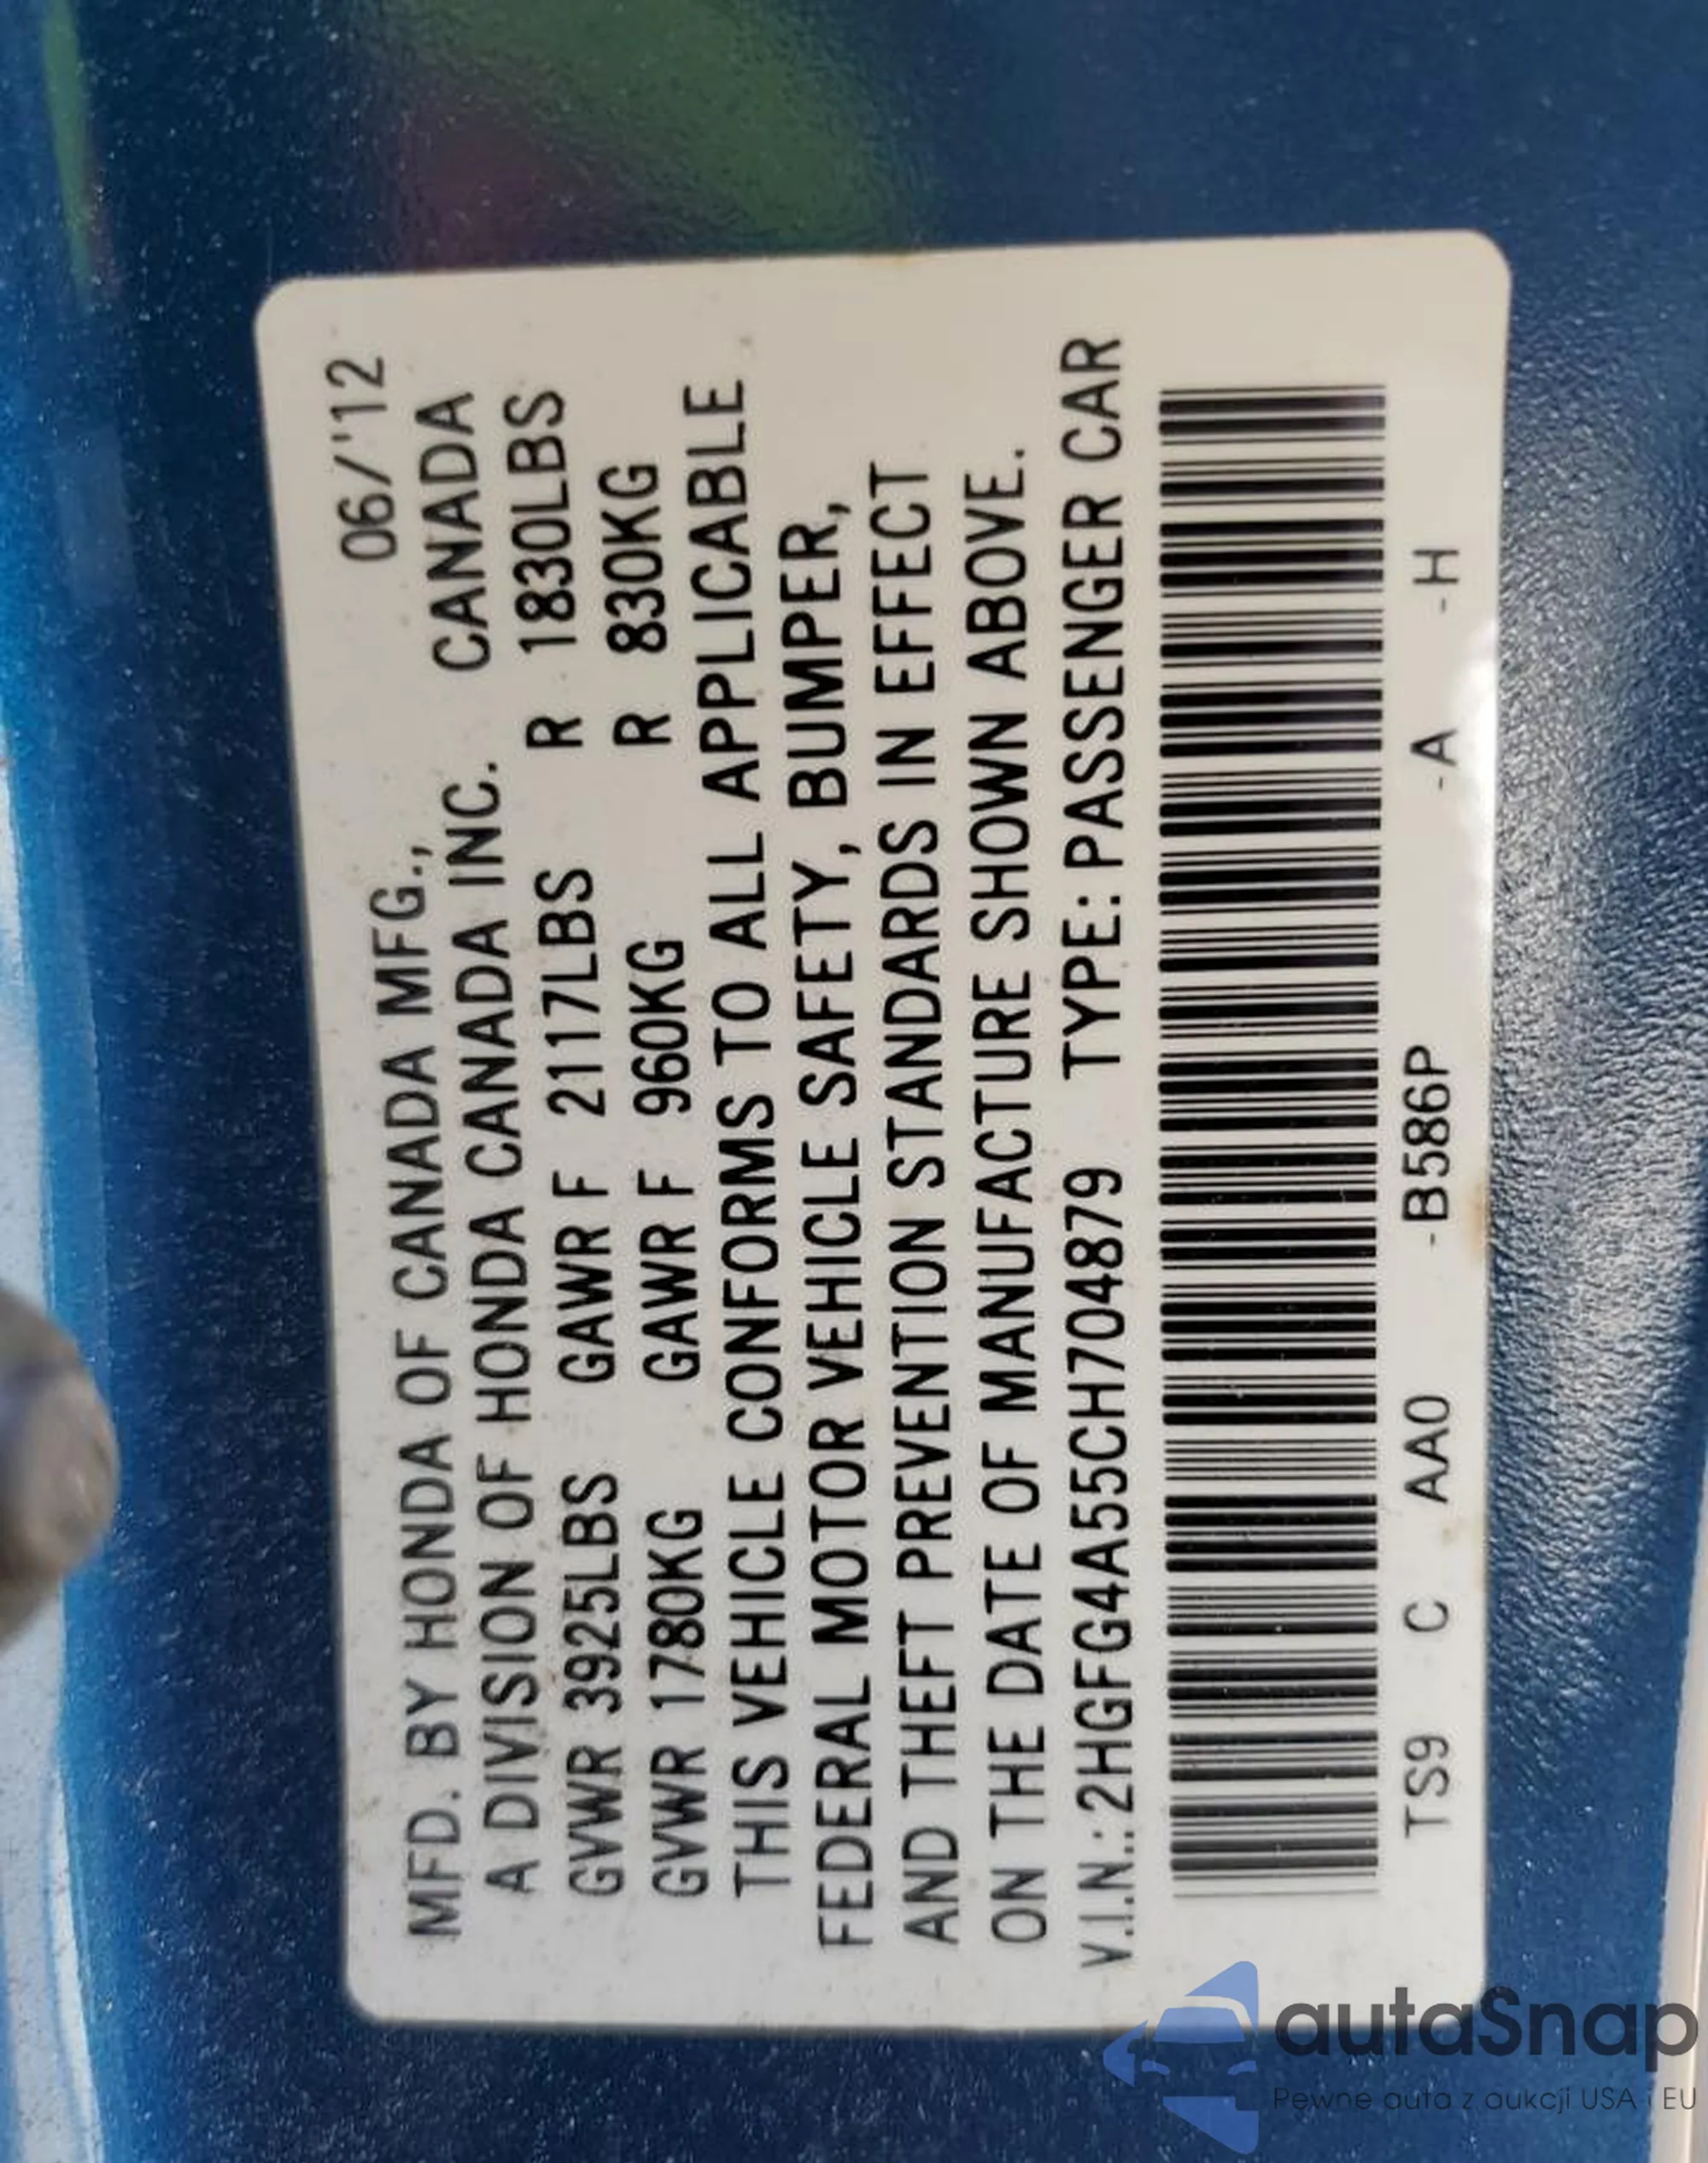 06/'12
MFD. BY HONDA OF CANADA MFG.,
A DIVISION OF HONDA CANADA INC. CANADA
GVWR 3925LBS GAWR F 2117LBS R 1830LBS
GVWR 1780KG GAWR F 960KG R 830KG
THIS VEHICLE CONFORMS TO ALL APPLICABLE
FEDERAL MOTOR VEHICLE SAFETY, BUMPER,
AND THEFT PREVENTION STANDARDS IN EFFECT
ON THE DATE OF MANUFACTURE SHOWN ABOVE.
V.I.N.:2HGFG4A55CH704879 TYPE: PASSENGER CAR
TS9 C AA0 -B586P -A -H
autaSnap
Pewne auta z aukcji USA i EU